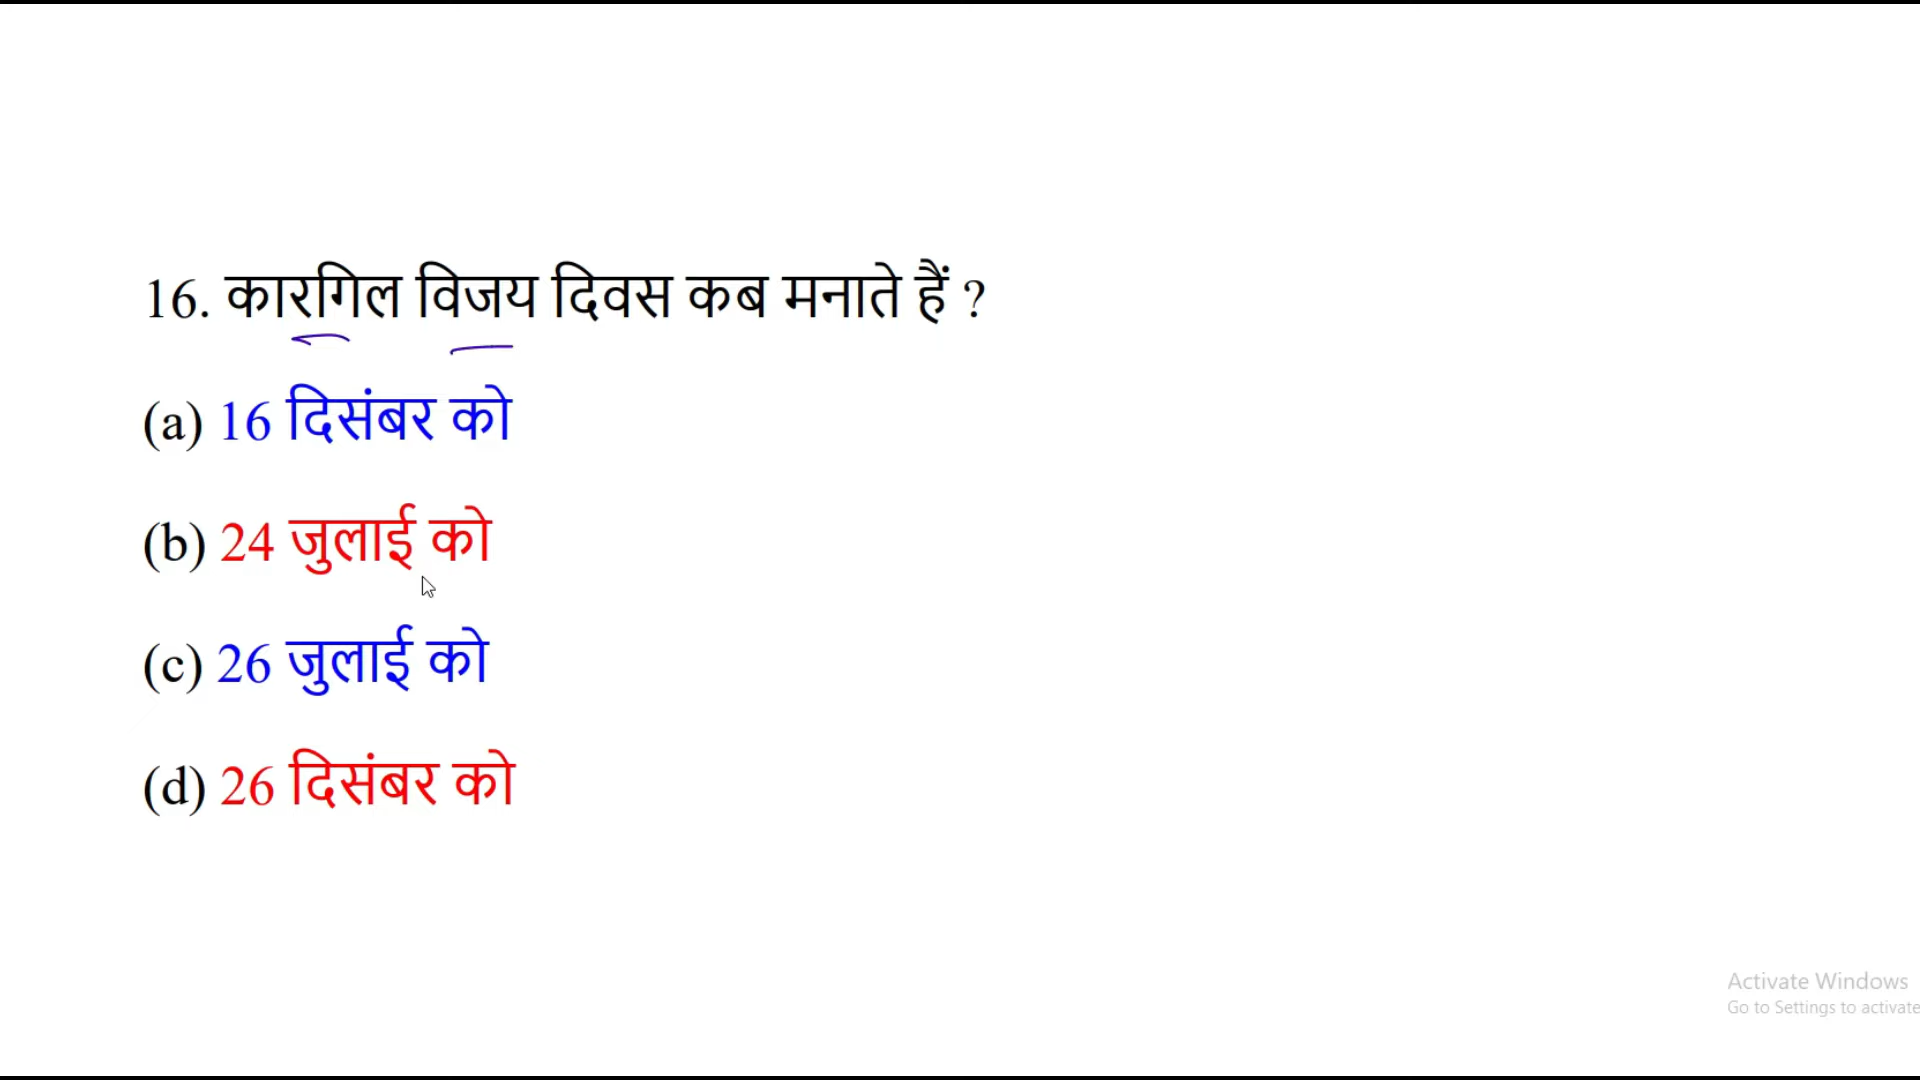 16. कारगिल विजय दिवस कब मनाते हैं ?
(a) 16 दिसंबर को
(b) 24 जुलाई को
(c) 26 जुलाई को
(d) 26 दिसंबर को
Activate Windows
Go to Settings to activate